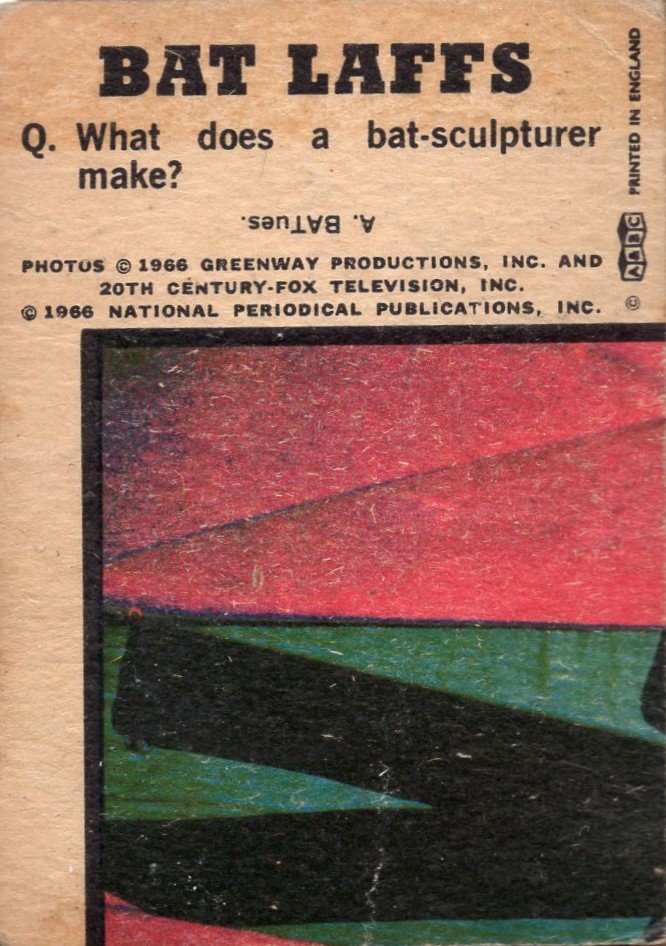 BAT LAFFS
Q. What does a bat-sculpturer
make?
A. BATues.
PHOTOS © 1966 GREENWAY PRODUCTIONS, INC. AND
20TH CENTURY-FOX TELEVISION, INC.
© 1966 NATIONAL PERIODICAL PUBLICATIONS, INC.
© A&BC PRINTED IN ENGLAND